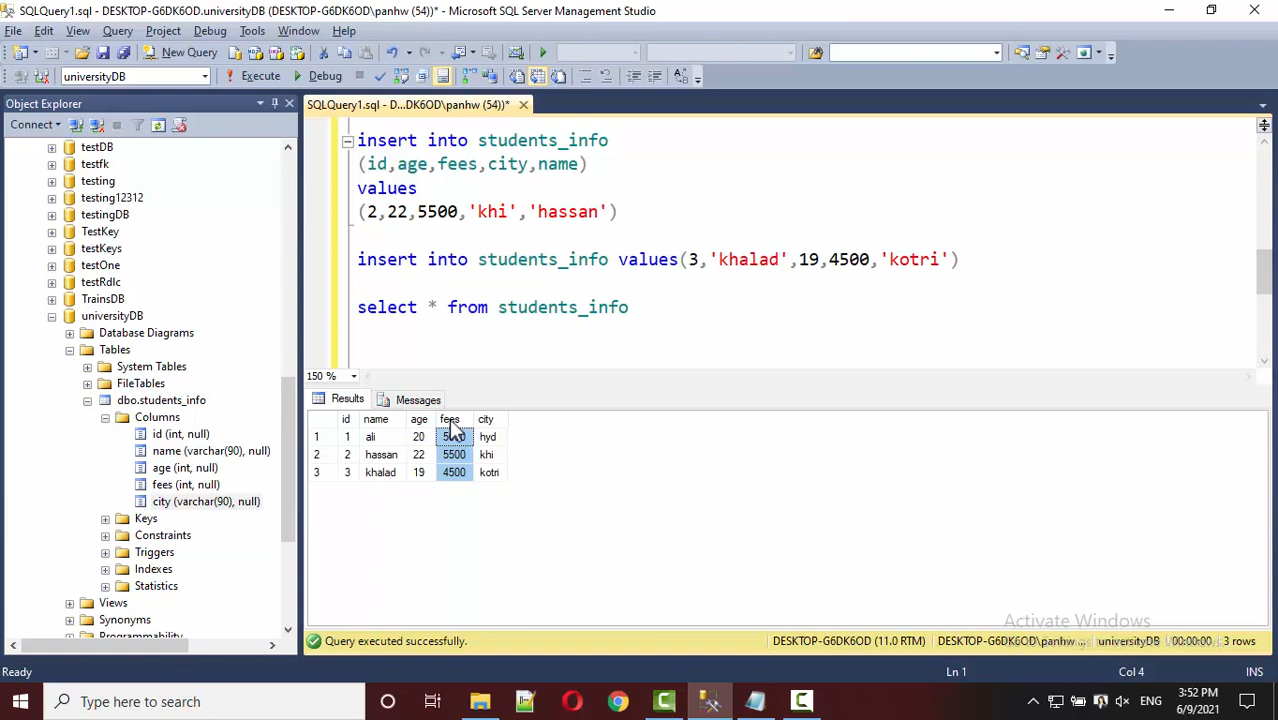 SQLQuery1.sql - DESKTOP-G6DK6OD.universityDB (DESKTOP-G6DK6OD\panhw (54))* - Microsoft SQL Server Management Studio
File Edit View Query Project Debug Tools Window Help
New Query
universityDB Execute Debug
Object Explorer
SQLQuery1.sql - D...DK6OD\panhw (54))*
Connect
testDB
testfk
testing
testing12312
testingDB
TestKey
testKeys
testOne
testRdlc
TrainsDB
universityDB
Database Diagrams
Tables
System Tables
FileTables
dbo.students_info
Columns
id (int, null)
name (varchar(90), null)
age (int, null)
fees (int, null)
city (varchar(90), null)
Keys
Constraints
Triggers
Indexes
Statistics
Views
Synonyms
Programmability
insert into students_info
(id,age,fees,city,name)
values
(2,22,5500,'khi','hassan')
insert into students_info values(3,'khalad',19,4500,'kotri')
select * from students_info
150 %
Results Messages
id name age fees city
1 1 ali 20 hyd
2 2 hassan 22 5500 khi
3 3 khalad 19 4500 kotri
Activate Windows
Query executed successfully. DESKTOP-G6DK6OD (11.0 RTM) DESKTOP-G6DK6OD\panhw universityDB 00:00:00 3 rows
Ready Ln 1 Col 4 INS
Type here to search ENG 3:52 PM
6/9/2021